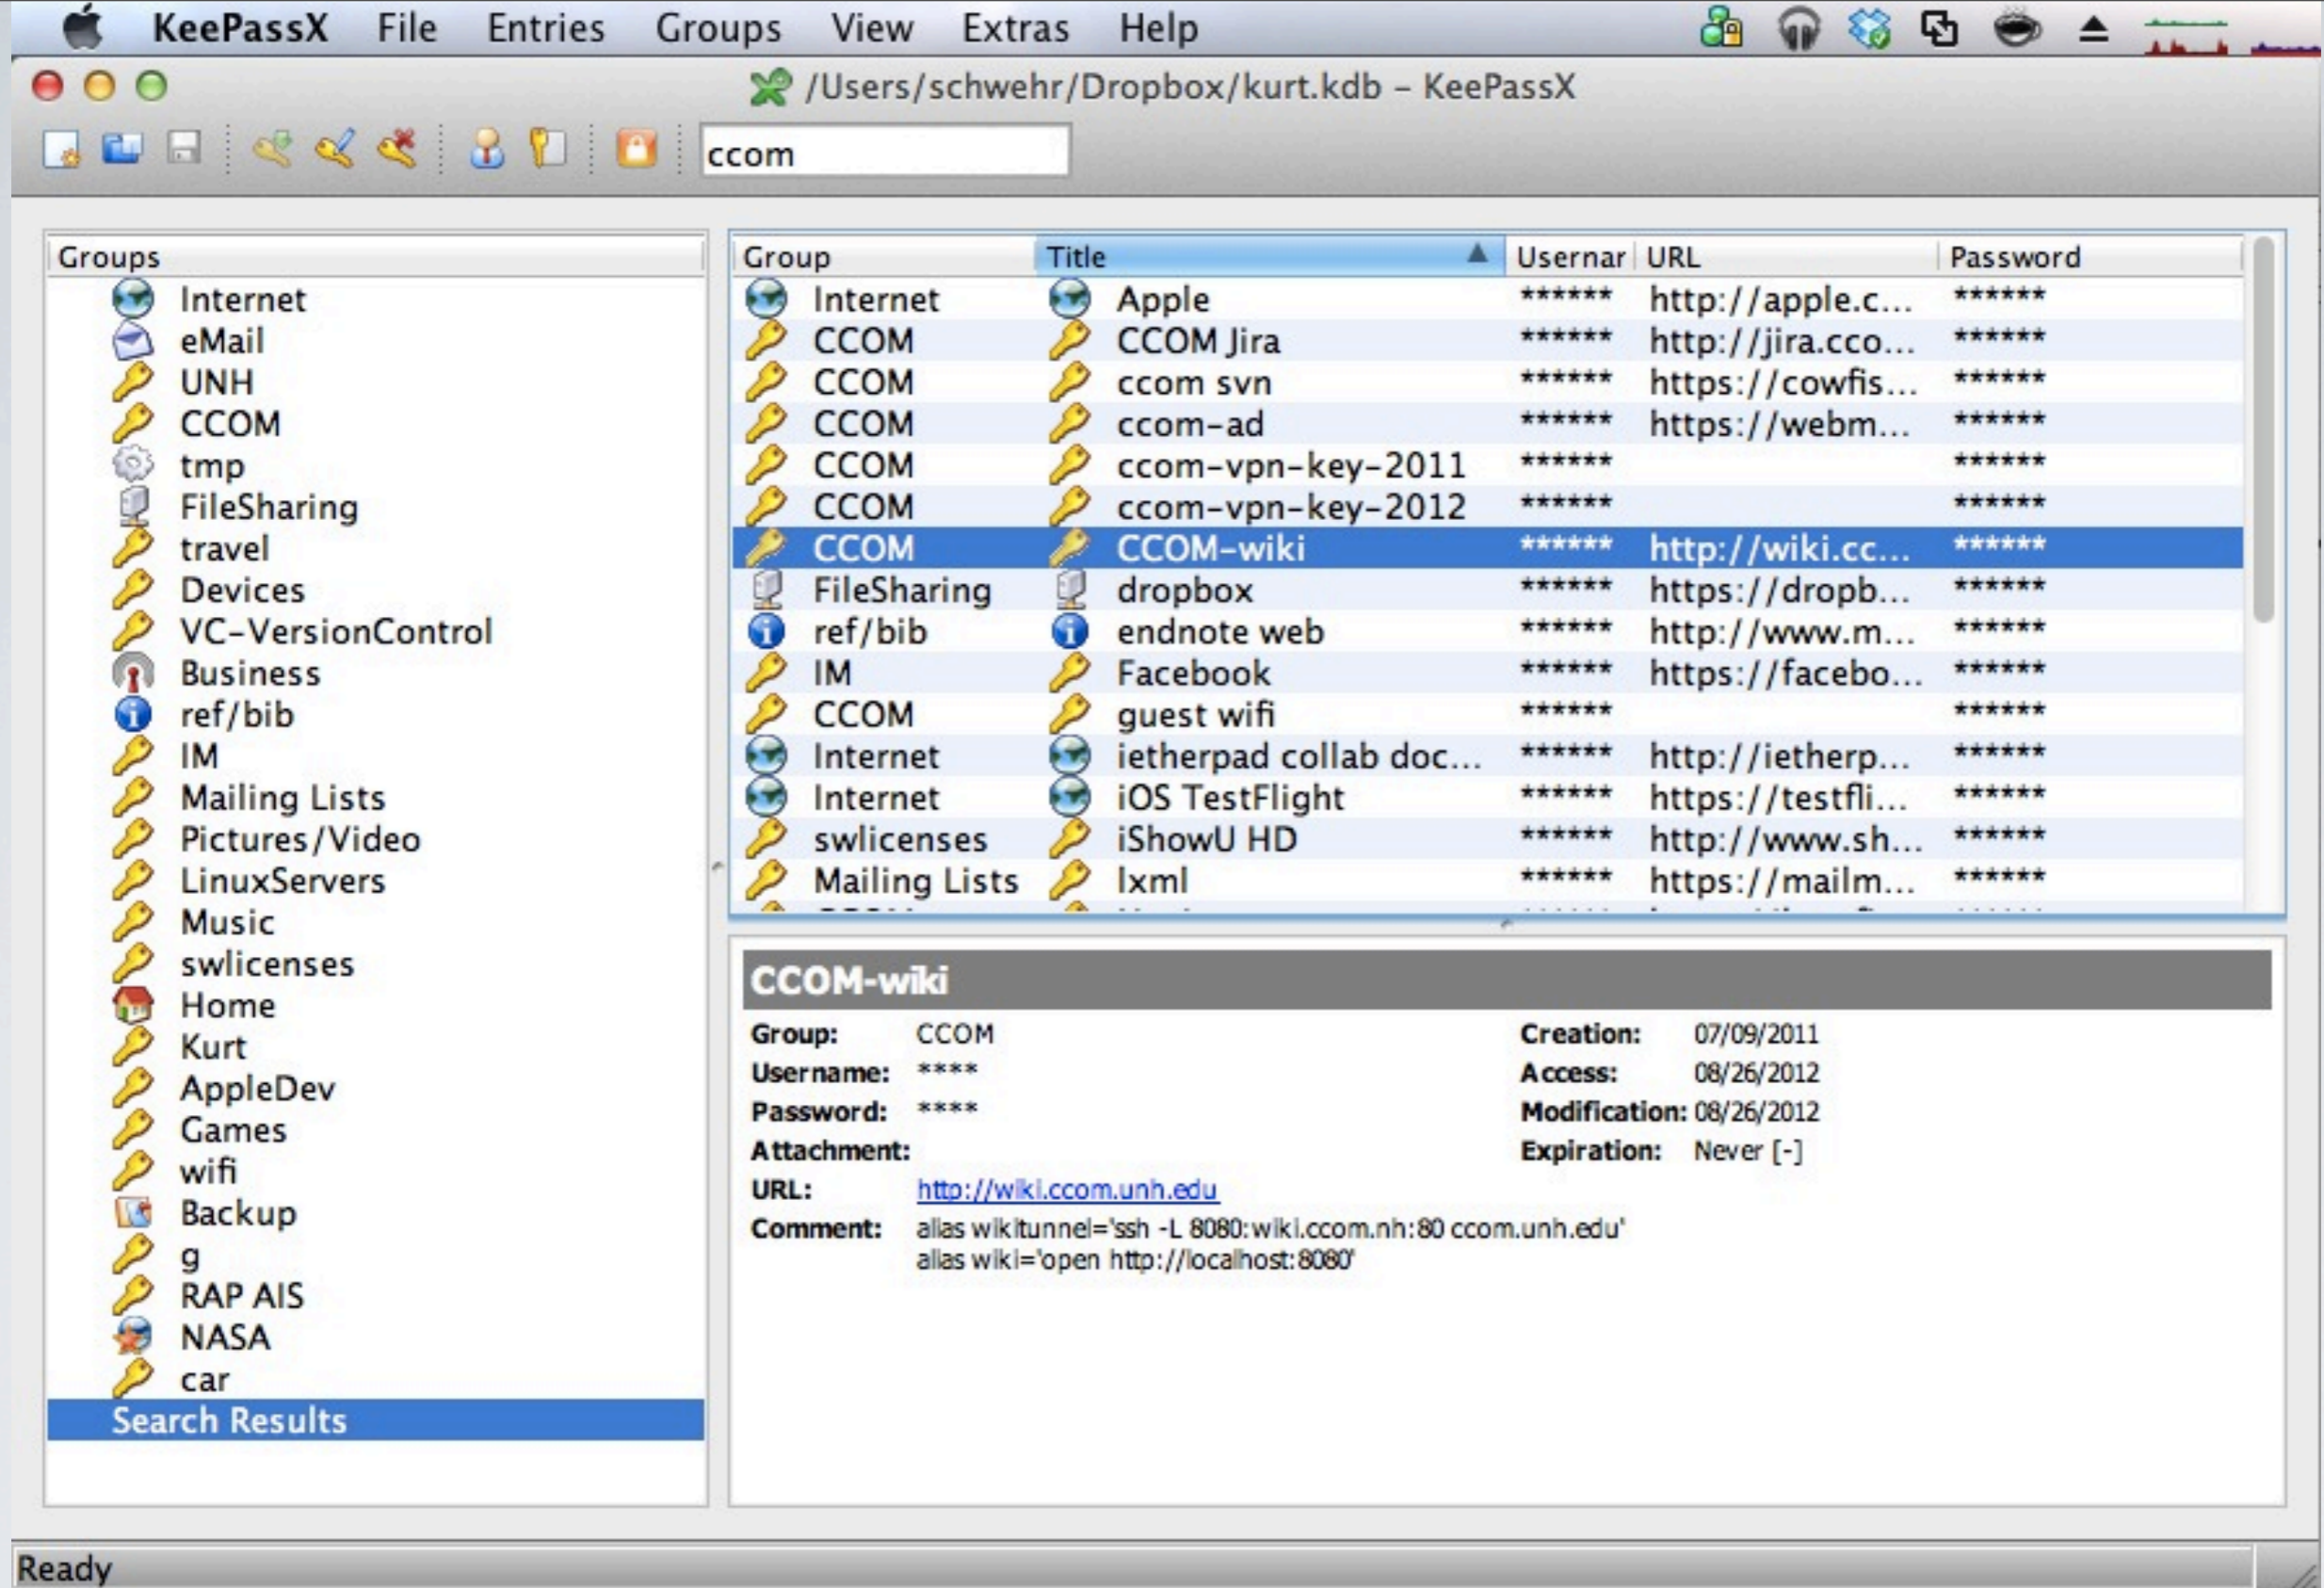 KeePassX File Entries Groups View Extras Help
/Users/schwehr/Dropbox/kurt.kdb – KeePassX
ccom
Groups
Internet
eMail
UNH
CCOM
tmp
FileSharing
travel
Devices
VC-VersionControl
Business
ref/bib
IM
Mailing Lists
Pictures/Video
LinuxServers
Music
swlicenses
Home
Kurt
AppleDev
Games
wifi
Backup
g
RAP AIS
NASA
car
Search Results
Group Title Usernar URL Password
Internet Apple ****** http://apple.c... ******
CCOM CCOM Jira ****** http://jira.cco... ******
CCOM ccom svn ****** https://cowfis... ******
CCOM ccom-ad ****** https://webm... ******
CCOM ccom-vpn-key-2011 ****** ******
CCOM ccom-vpn-key-2012 ****** ******
CCOM CCOM-wiki ****** http://wiki.cc... ******
FileSharing dropbox ****** https://dropb... ******
ref/bib endnote web ****** http://www.m... ******
IM Facebook ****** https://facebo... ******
CCOM guest wifi ****** ******
Internet ietherpad collab doc... ****** http://ietherp... ******
Internet iOS TestFlight ****** https://testfli... ******
swlicenses iShowU HD ****** http://www.sh... ******
Mailing Lists lxml ****** https://mailm... ******
CCOM-wiki
Group: CCOM Creation: 07/09/2011
Username: **** Access: 08/26/2012
Password: **** Modification: 08/26/2012
Attachment: Expiration: Never [-]
URL: http://wiki.ccom.unh.edu
Comment: alias wikitunnel='ssh -L 8080:wiki.ccom.nh:80 ccom.unh.edu'
alias wiki='open http://localhost:8080'
Ready